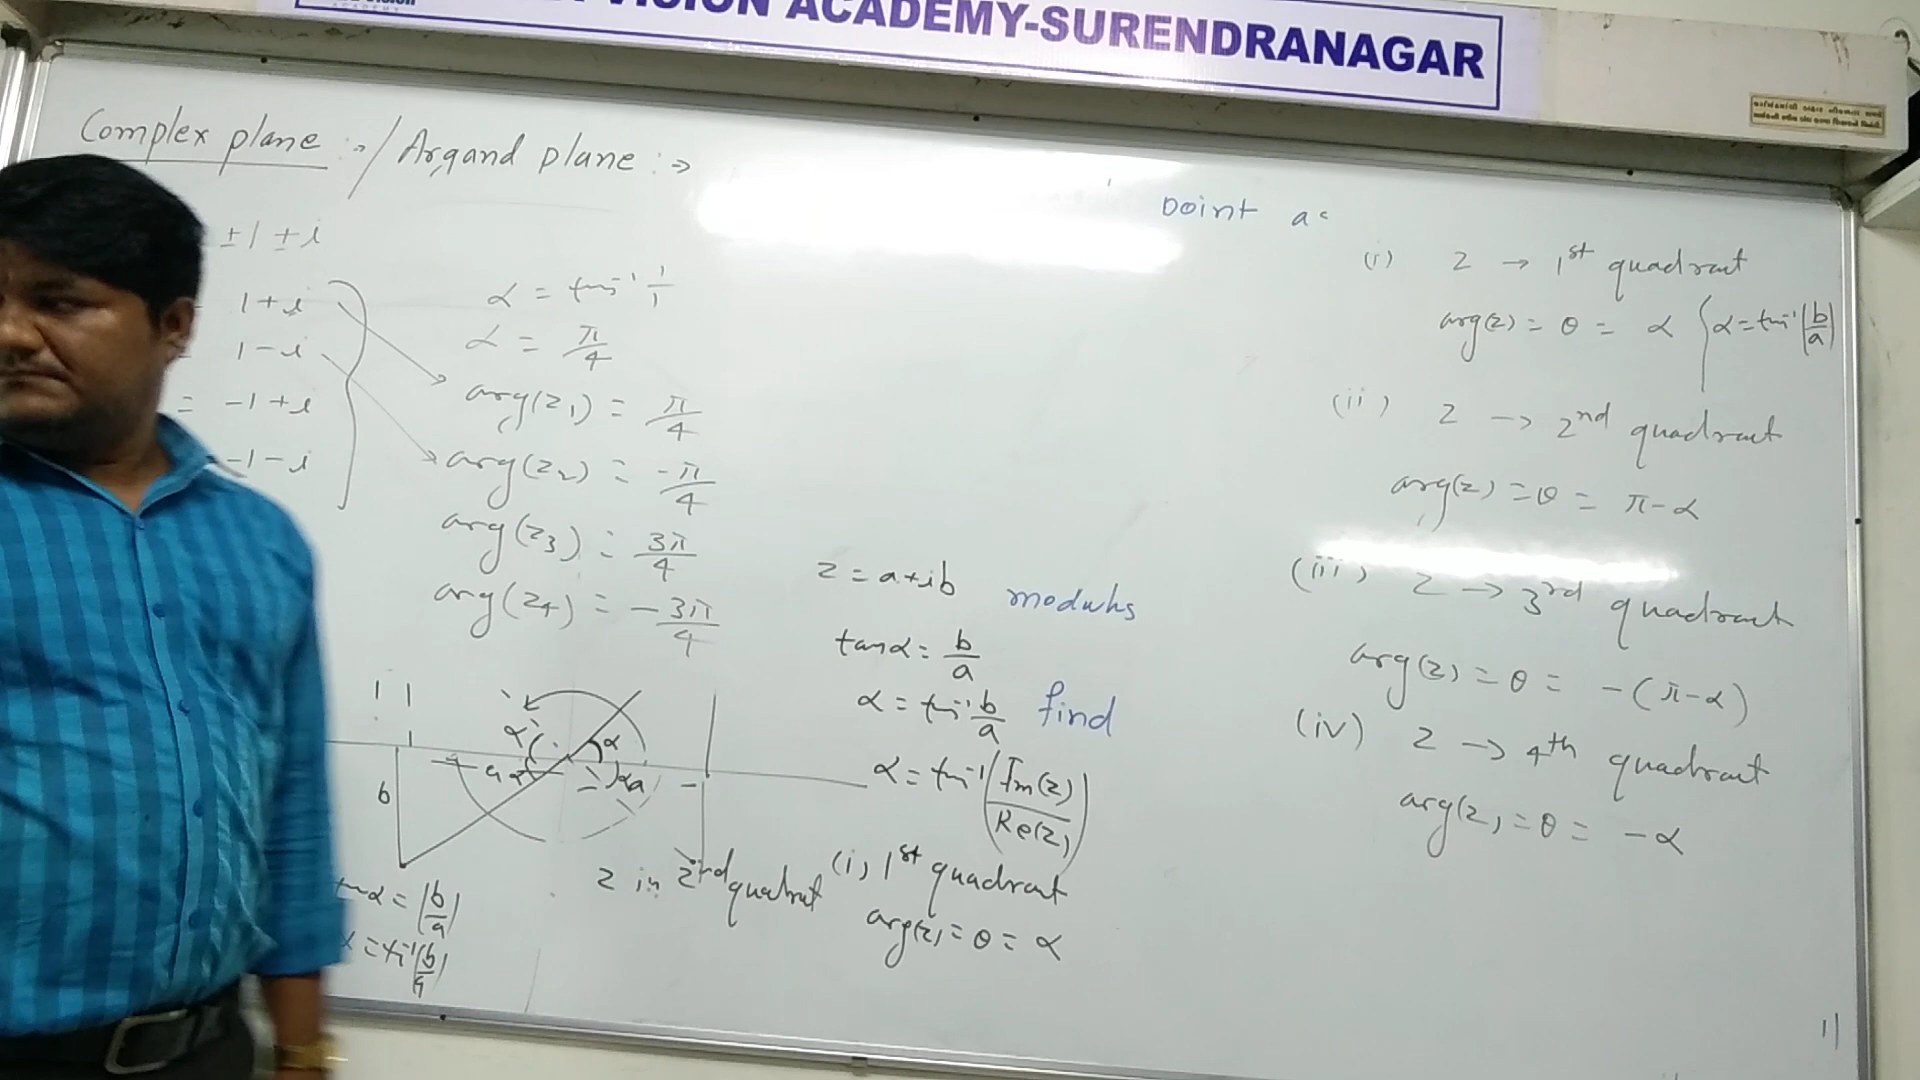 VISION ACADEMY-SURENDRANAGAR
Complex plane :- / Argand plane :→
± 1 ± i
1 + i
1 - i
= -1 + i
-1 - i
α = tan⁻¹ 1/1
α = π/4
arg(z₁) = π/4
arg(z₂) = -π/4
arg(z₃) = 3π/4
arg(z₄) = -3π/4
b
α
tanα = |b/a|
α = tan⁻¹|b/a|
z = a+ib modulus
tanα = b/a
α = tan⁻¹ b/a find
α = tan⁻¹(Im(z)/Re(z))
z in
quadrant
(i) 1st quadrant
arg(z) = θ = α
point
(i) z → 1st quadrant
arg(z) = θ = α { α = tan⁻¹|b/a|
(ii) z → 2nd quadrant
arg(z) = θ = π-α
(iii) z → 3rd quadrant
arg(z) = θ = -(π-α)
(iv) z → 4th quadrant
arg(z) = θ = -α